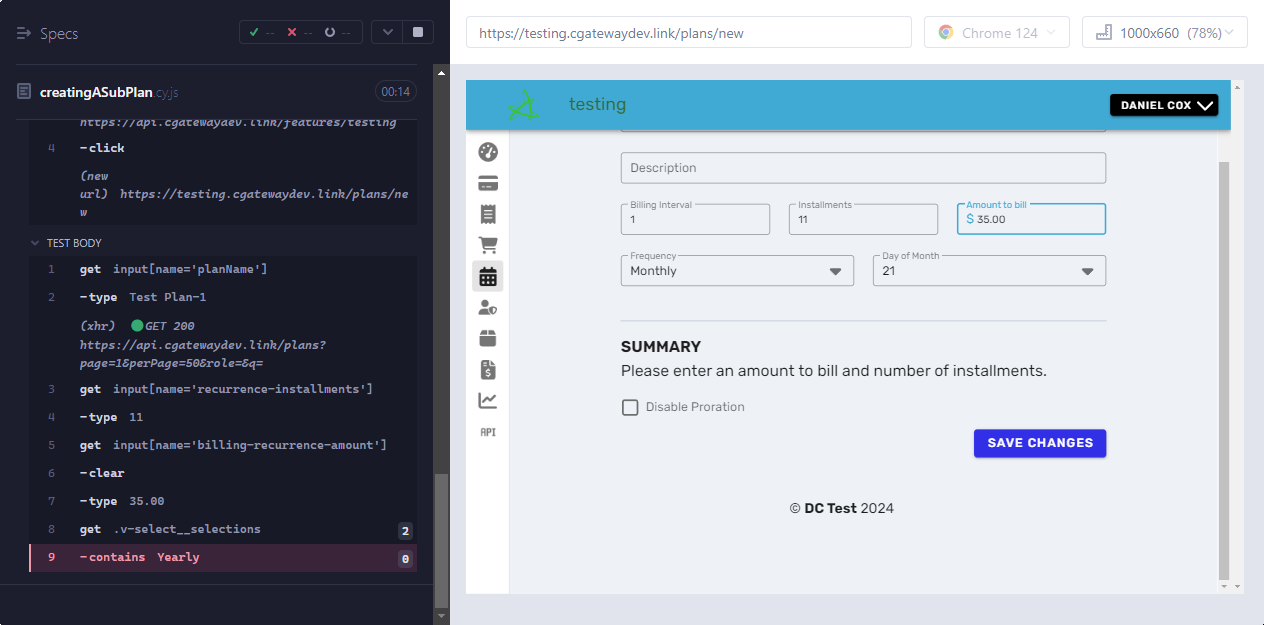 Specs
-- -- --
creatingASubPlan.cy.js
00:14
https://api.cgatewaydev.link/features/testing
4 -click
(new
url) https://testing.cgatewaydev.link/plans/ne
w
TEST BODY
1 get input[name='planName']
2 -type Test Plan-1
(xhr) GET 200
https://api.cgatewaydev.link/plans?
page=1&perPage=50&role=&q=
3 get input[name='recurrence-installments']
4 -type 11
5 get input[name='billing-recurrence-amount']
6 -clear
7 -type 35.00
8 get .v-select__selections 2
9 -contains Yearly 0
https://testing.cgatewaydev.link/plans/new
Chrome 124
1000x660 (78%)
testing
DANIEL COX
Description
Billing Interval
1
Installments
11
Amount to bill
$ 35.00
Frequency
Monthly
Day of Month
21
SUMMARY
Please enter an amount to bill and number of installments.
Disable Proration
SAVE CHANGES
API
© DC Test 2024